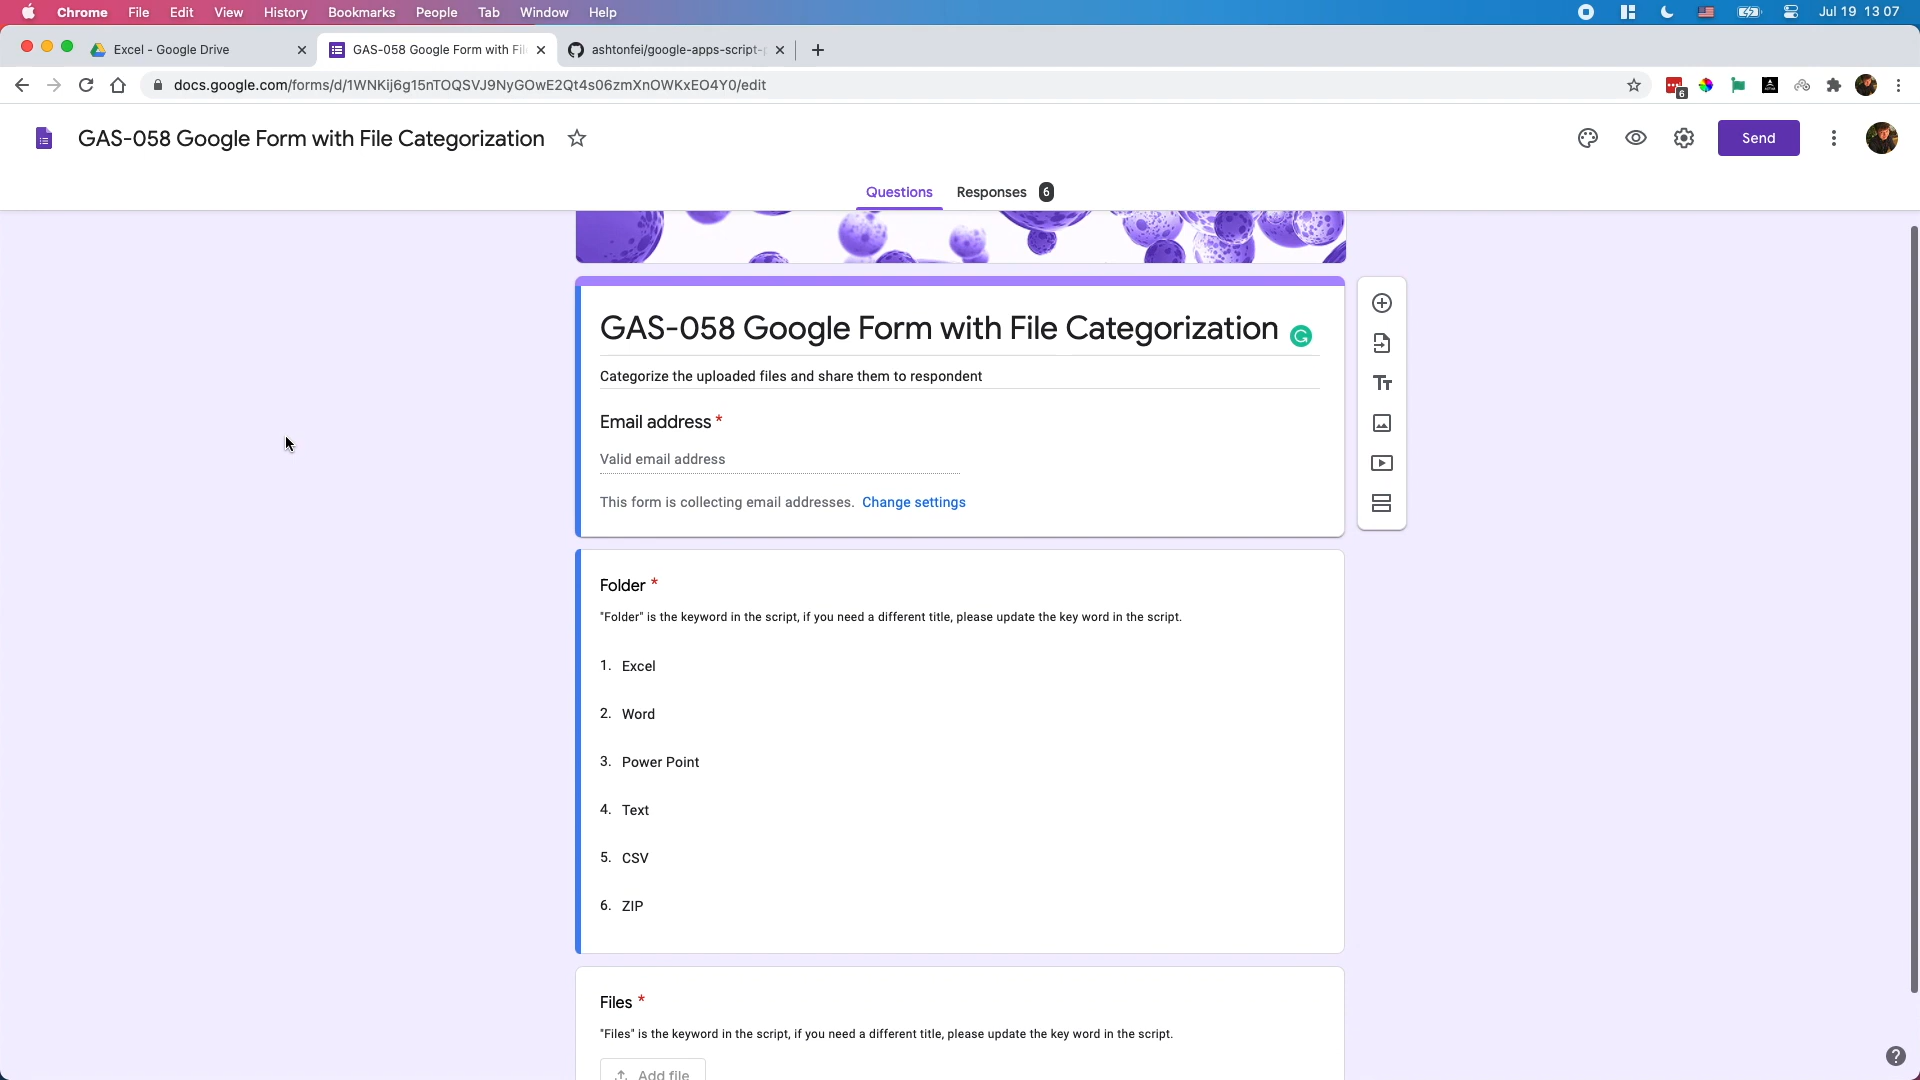 Chrome File Edit View History Bookmarks People Tab Window Help Jul 19 13 07
Excel - Google Drive GAS-058 Google Form with Fil ashtonfei/google-apps-script-
docs.google.com/forms/d/1WNKij6g15nTOQSVJ9NyGOwE2Qt4s06zmXnOWKxEO4Y0/edit 6
GAS-058 Google Form with File Categorization Send
Questions Responses 6
GAS-058 Google Form with File Categorization
Categorize the uploaded files and share them to respondent
Email address *
Valid email address
This form is collecting email addresses. Change settings
Folder *
"Folder" is the keyword in the script, if you need a different title, please update the key word in the script.
1. Excel
2. Word
3. Power Point
4. Text
5. CSV
6. ZIP
Files *
"Files" is the keyword in the script, if you need a different title, please update the key word in the script.
Add file